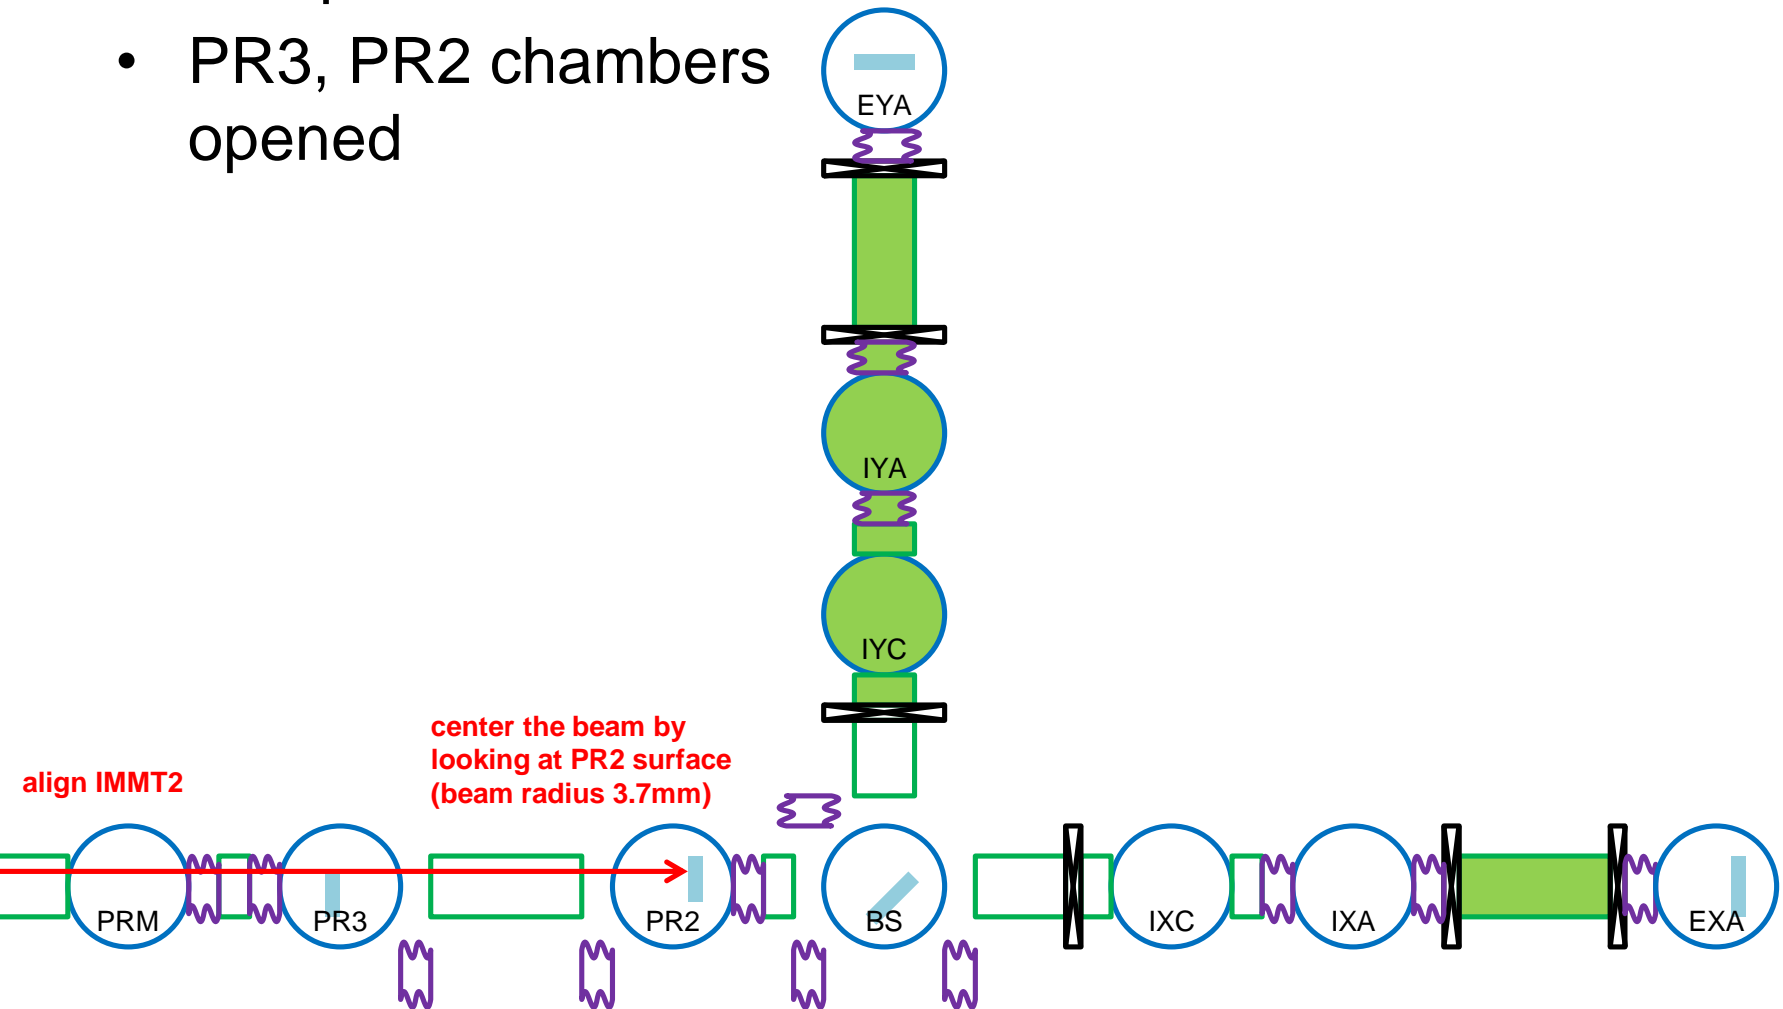 • PR3, PR2 chambers
opened
EYA
IYA
IYC
center the beam by
looking at PR2 surface
(beam radius 3.7mm)
align IMMT2
PRM
PR3
PR2
BS
IXC
IXA
EXA